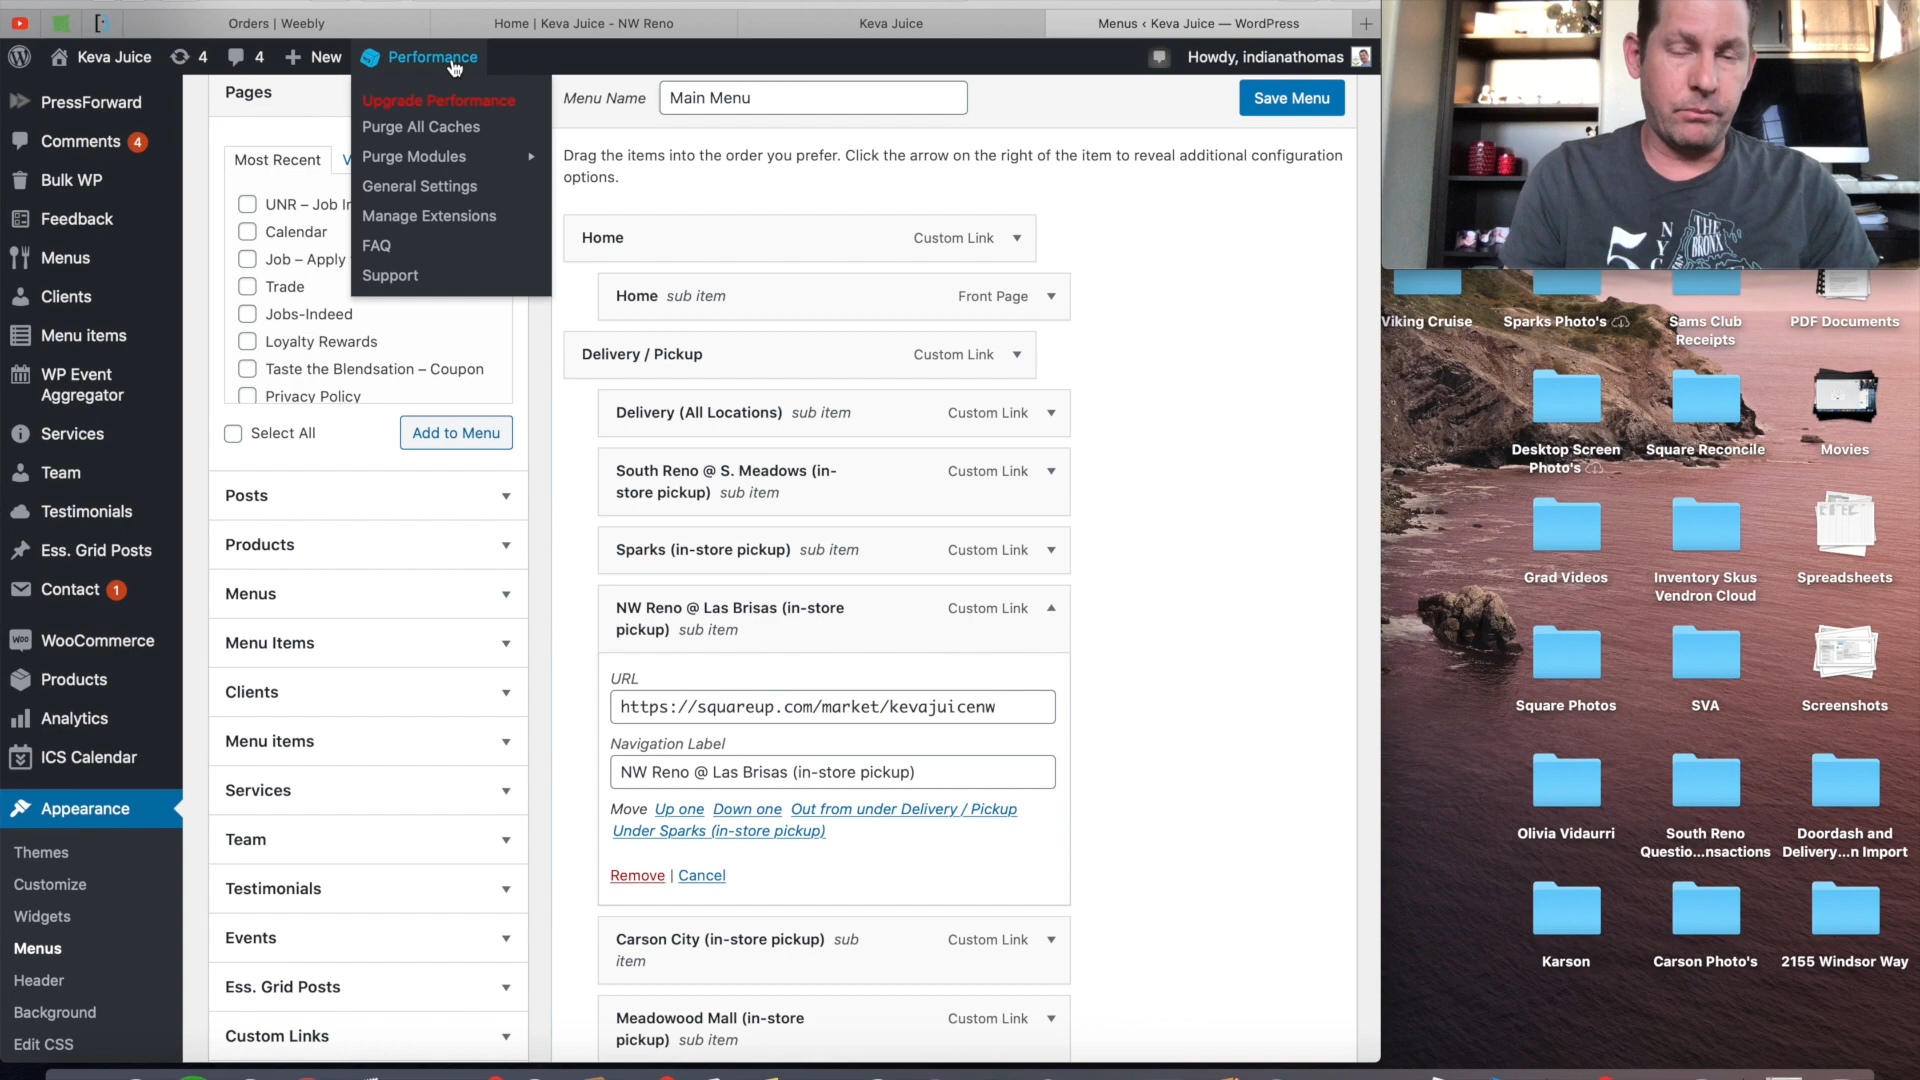 Orders | Weebly
Home | Keva Juice - NW Reno
Keva Juice
Menus ‹ Keva Juice — WordPress
Keva Juice
4
4
New
Performance
Howdy, indianathomas
PressForward
Comments 4
Bulk WP
Feedback
Menus
Clients
Menu items
WP Event
Aggregator
Services
Team
Testimonials
Ess. Grid Posts
Contact 1
WooCommerce
Products
Analytics
ICS Calendar
Appearance
Themes
Customize
Widgets
Menus
Header
Background
Edit CSS
Pages
Most Recent
UNR – Job
Calendar
Job – Apply
Trade
Jobs-Indeed
Loyalty Rewards
Taste the Blendsation – Coupon
Privacy Policy
Select All
Add to Menu
Posts
Products
Menus
Menu Items
Clients
Menu items
Services
Team
Testimonials
Events
Ess. Grid Posts
Custom Links
Upgrade Performance
Purge All Caches
Purge Modules
General Settings
Manage Extensions
FAQ
Support
Menu Name
Main Menu
Save Menu
Drag the items into the order you prefer. Click the arrow on the right of the item to reveal additional configuration
options.
Home Custom Link
Home sub item Front Page
Delivery / Pickup Custom Link
Delivery (All Locations) sub item Custom Link
South Reno @ S. Meadows (in- Custom Link
store pickup) sub item
Sparks (in-store pickup) sub item Custom Link
NW Reno @ Las Brisas (in-store Custom Link
pickup) sub item
URL
https://squareup.com/market/kevajuicenw
Navigation Label
NW Reno @ Las Brisas (in-store pickup)
Move Up one Down one Out from under Delivery / Pickup
Under Sparks (in-store pickup)
Remove | Cancel
Carson City (in-store pickup) sub Custom Link
item
Meadowood Mall (in-store Custom Link
pickup) sub item
5
NYC
THE
BRONX
Viking Cruise
Sparks Photo's
Sams Club
Receipts
PDF Documents
Desktop Screen
Photo's
Square Reconcile
Movies
Grad Videos
Inventory Skus
Vendron Cloud
Spreadsheets
Square Photos
SVA
Screenshots
Olivia Vidaurri
South Reno
Questio...nsactions
Doordash and
Delivery...n Import
Karson
Carson Photo's
2155 Windsor Way